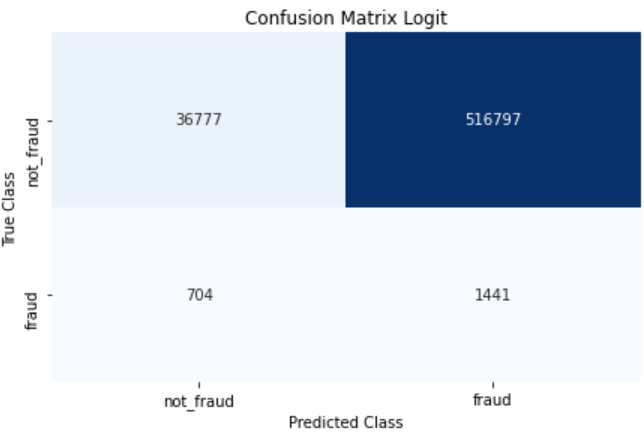 Confusion Matrix Logit
True Class
not_fraud
36777 516797
fraud
704 1441
not_fraud fraud
Predicted Class